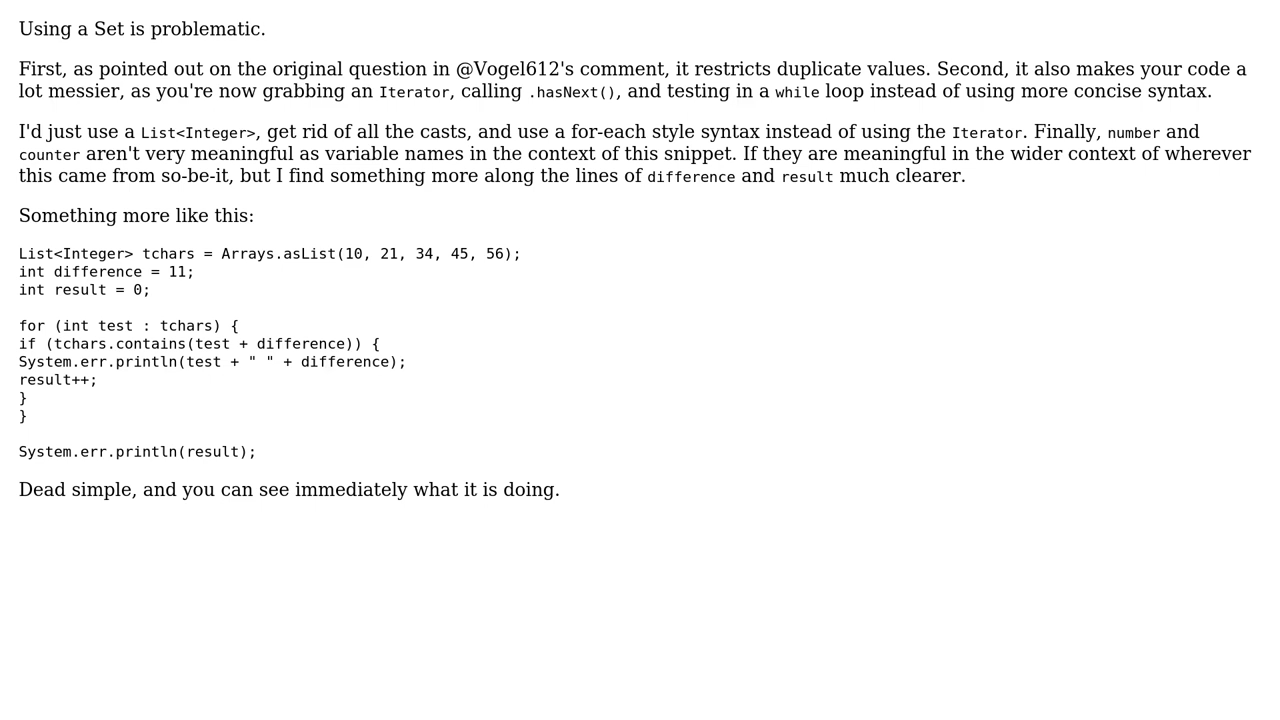 Using a Set is problematic.
First, as pointed out on the original question in @Vogel612's comment, it restricts duplicate values. Second, it also makes your code a
lot messier, as you're now grabbing an Iterator, calling .hasNext(), and testing in a while loop instead of using more concise syntax.
I'd just use a List<Integer>, get rid of all the casts, and use a for-each style syntax instead of using the Iterator. Finally, number and
counter aren't very meaningful as variable names in the context of this snippet. If they are meaningful in the wider context of wherever
this came from so-be-it, but I find something more along the lines of difference and result much clearer.
Something more like this:
List<Integer> tchars = Arrays.asList(10, 21, 34, 45, 56);
int difference = 11;
int result = 0;
for (int test : tchars) {
if (tchars.contains(test + difference)) {
System.err.println(test + " " + difference);
result++;
}
}
System.err.println(result);
Dead simple, and you can see immediately what it is doing.